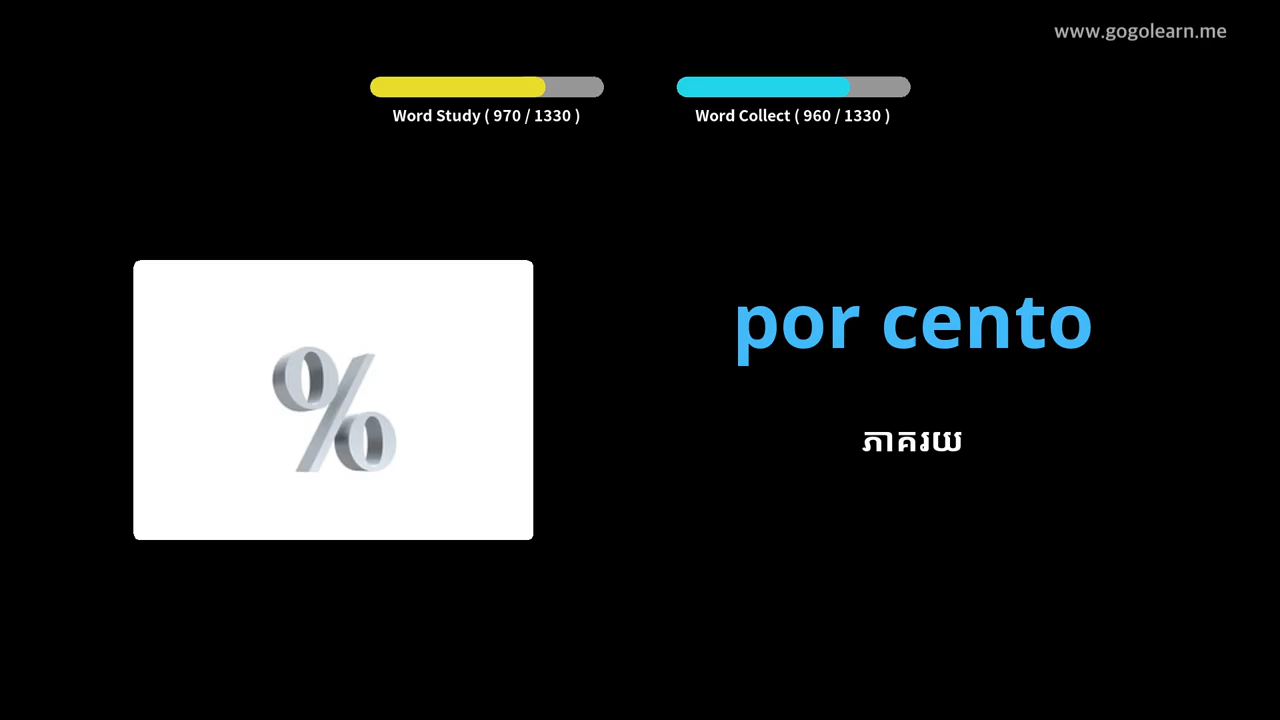 www.gogolearn.me
Word Study ( 970 / 1330 )
Word Collect ( 960 / 1330 )
%
por cento
ភាគរយ